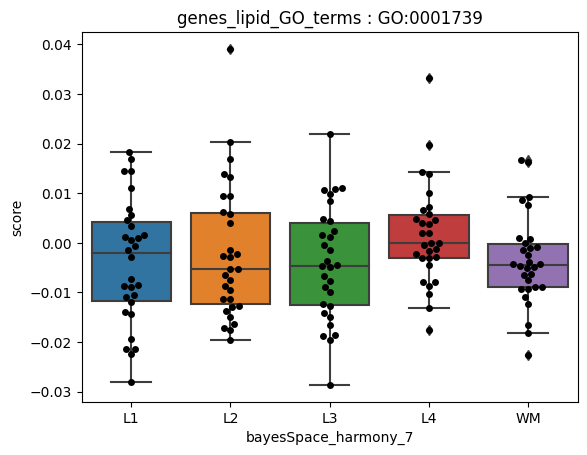 genes_lipid_GO_terms : GO:0001739
0.04
0.03
0.02
0.01
0.00
−0.01
−0.02
−0.03
score
L1 L2 L3 L4 WM
bayesSpace_harmony_7